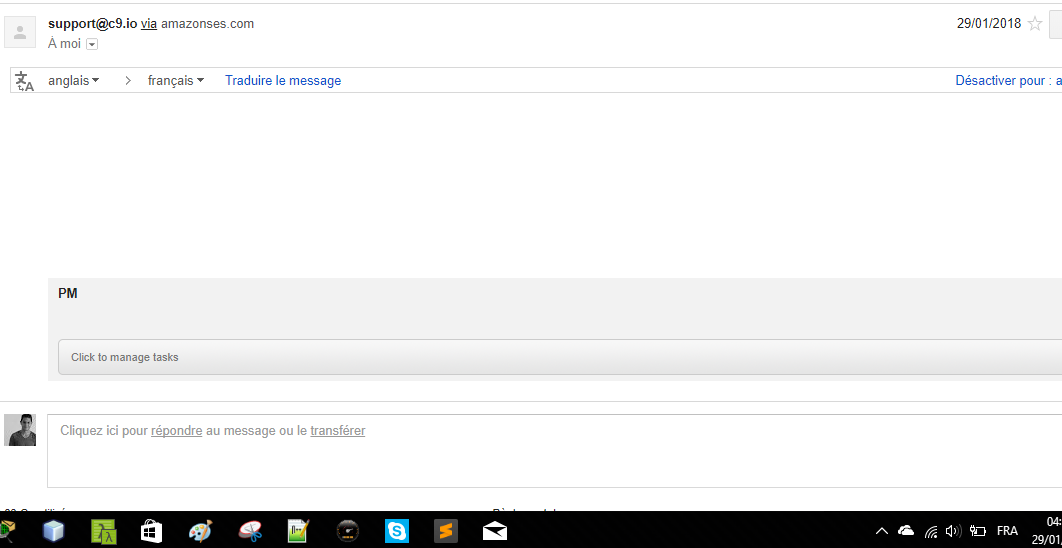 support@c9.io via amazonses.com 29/01/2018
À moi
anglais français Traduire le message Désactiver pour : a
PM
Click to manage tasks
Cliquez ici pour répondre au message ou le transférer
FRA
04:
29/01